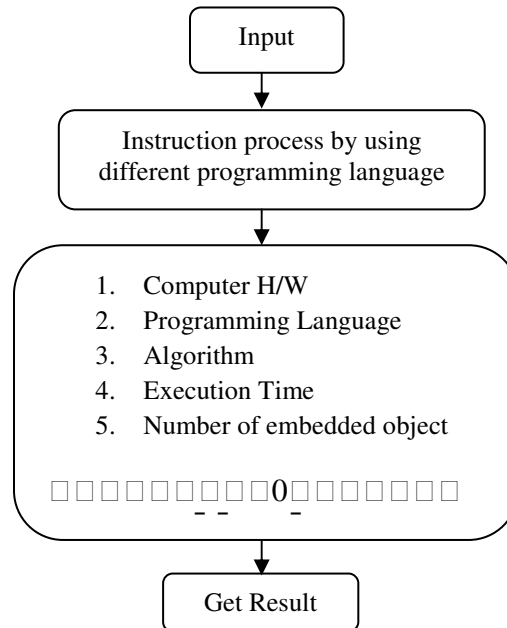 Input
Instruction process by using
different programming language
1. Computer H/W
2. Programming Language
3. Algorithm
4. Execution Time
5. Number of embedded object
0
Get Result